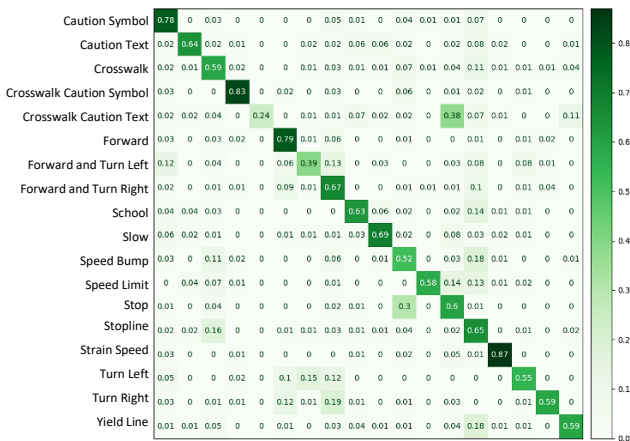 Caution Symbol 0.78 0 0.03 0 0 0 0 0.05 0.01 0 0.04 0.01 0.01 0.07 0 0 0 0
Caution Text 0.02 0.64 0.02 0.01 0 0 0.02 0.02 0.06 0.06 0.02 0 0.02 0.08 0.02 0 0 0.01
Crosswalk 0.02 0.01 0.59 0.02 0 0 0.01 0.03 0.01 0.01 0.07 0.01 0.04 0.11 0.01 0.01 0.01 0.04
Crosswalk Caution Symbol 0.03 0 0 0.83 0 0.02 0 0.03 0 0 0.06 0 0.01 0.02 0 0 0 0
Crosswalk Caution Text 0.02 0.02 0.04 0 0.24 0 0.01 0.01 0.07 0.02 0.02 0 0.38 0.07 0.01 0 0 0.11
Forward 0.03 0 0.03 0.02 0 0.79 0.01 0.06 0 0 0.01 0 0 0.01 0 0.01 0.02 0
Forward and Turn Left 0.12 0 0.04 0 0 0.06 0.39 0.13 0 0.03 0 0 0.03 0.08 0 0.08 0.01 0
Forward and Turn Right 0.02 0 0.01 0.01 0 0.09 0.01 0.67 0 0 0.01 0.01 0 0.1 0 0.01 0.04 0
School 0.04 0.04 0.03 0 0 0 0 0 0.63 0.06 0.02 0 0.02 0.14 0.01 0.01 0 0
Slow 0.06 0.02 0.01 0 0 0 0.01 0.01 0.03 0.69 0.02 0 0.08 0.03 0.02 0.01 0 0
Speed Bump 0.03 0 0.11 0.02 0 0 0 0.06 0 0.01 0.52 0 0.03 0.18 0.01 0 0 0.01
Speed Limit 0 0.04 0.07 0.01 0 0 0 0.01 0 0 0.01 0.58 0.14 0.13 0.01 0.02 0 0
Stop 0.01 0 0.04 0 0 0 0 0.02 0.01 0 0.3 0 0.6 0.01 0 0 0 0
Stopline 0.02 0.02 0.16 0 0 0.01 0.01 0.03 0.01 0.01 0.04 0 0.02 0.65 0.01 0 0 0.02
Strain Speed 0.03 0 0 0.01 0 0 0 0.03 0 0.01 0.02 0 0.05 0.01 0.87 0 0 0
Turn Left 0.05 0 0 0.02 0 0.1 0.15 0.12 0 0 0 0 0 0 0 0.55 0 0
Turn Right 0.02 0 0.01 0.01 0 0.12 0.01 0.19 0 0 0 0 0 0.03 0 0 0.59 0
Yield Line 0.01 0.01 0.05 0 0 0.01 0 0.03 0.04 0.01 0.04 0 0.04 0.18 0.01 0 0 0.59
0.8
0.7
0.6
0.5
0.4
0.3
0.2
0.1
0.0